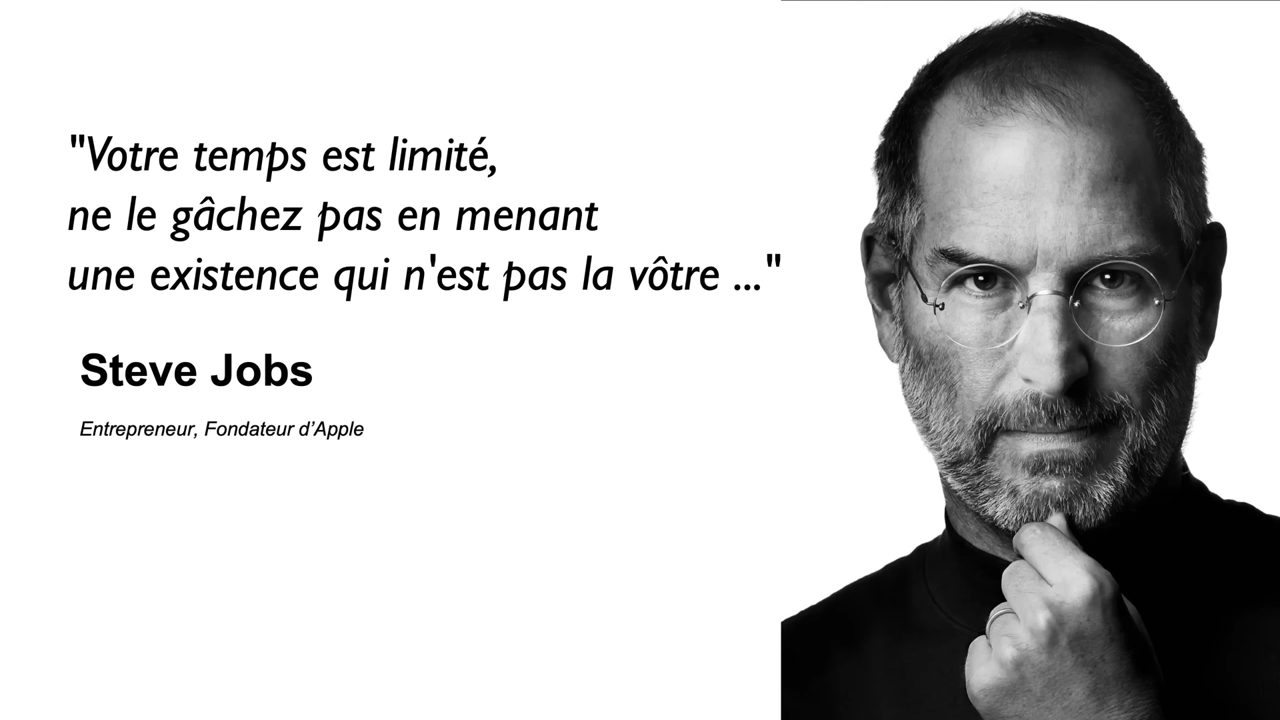 "Votre temps est limité,
ne le gâchez pas en menant
une existence qui n'est pas la vôtre ..."
Steve Jobs
Entrepreneur, Fondateur d’Apple